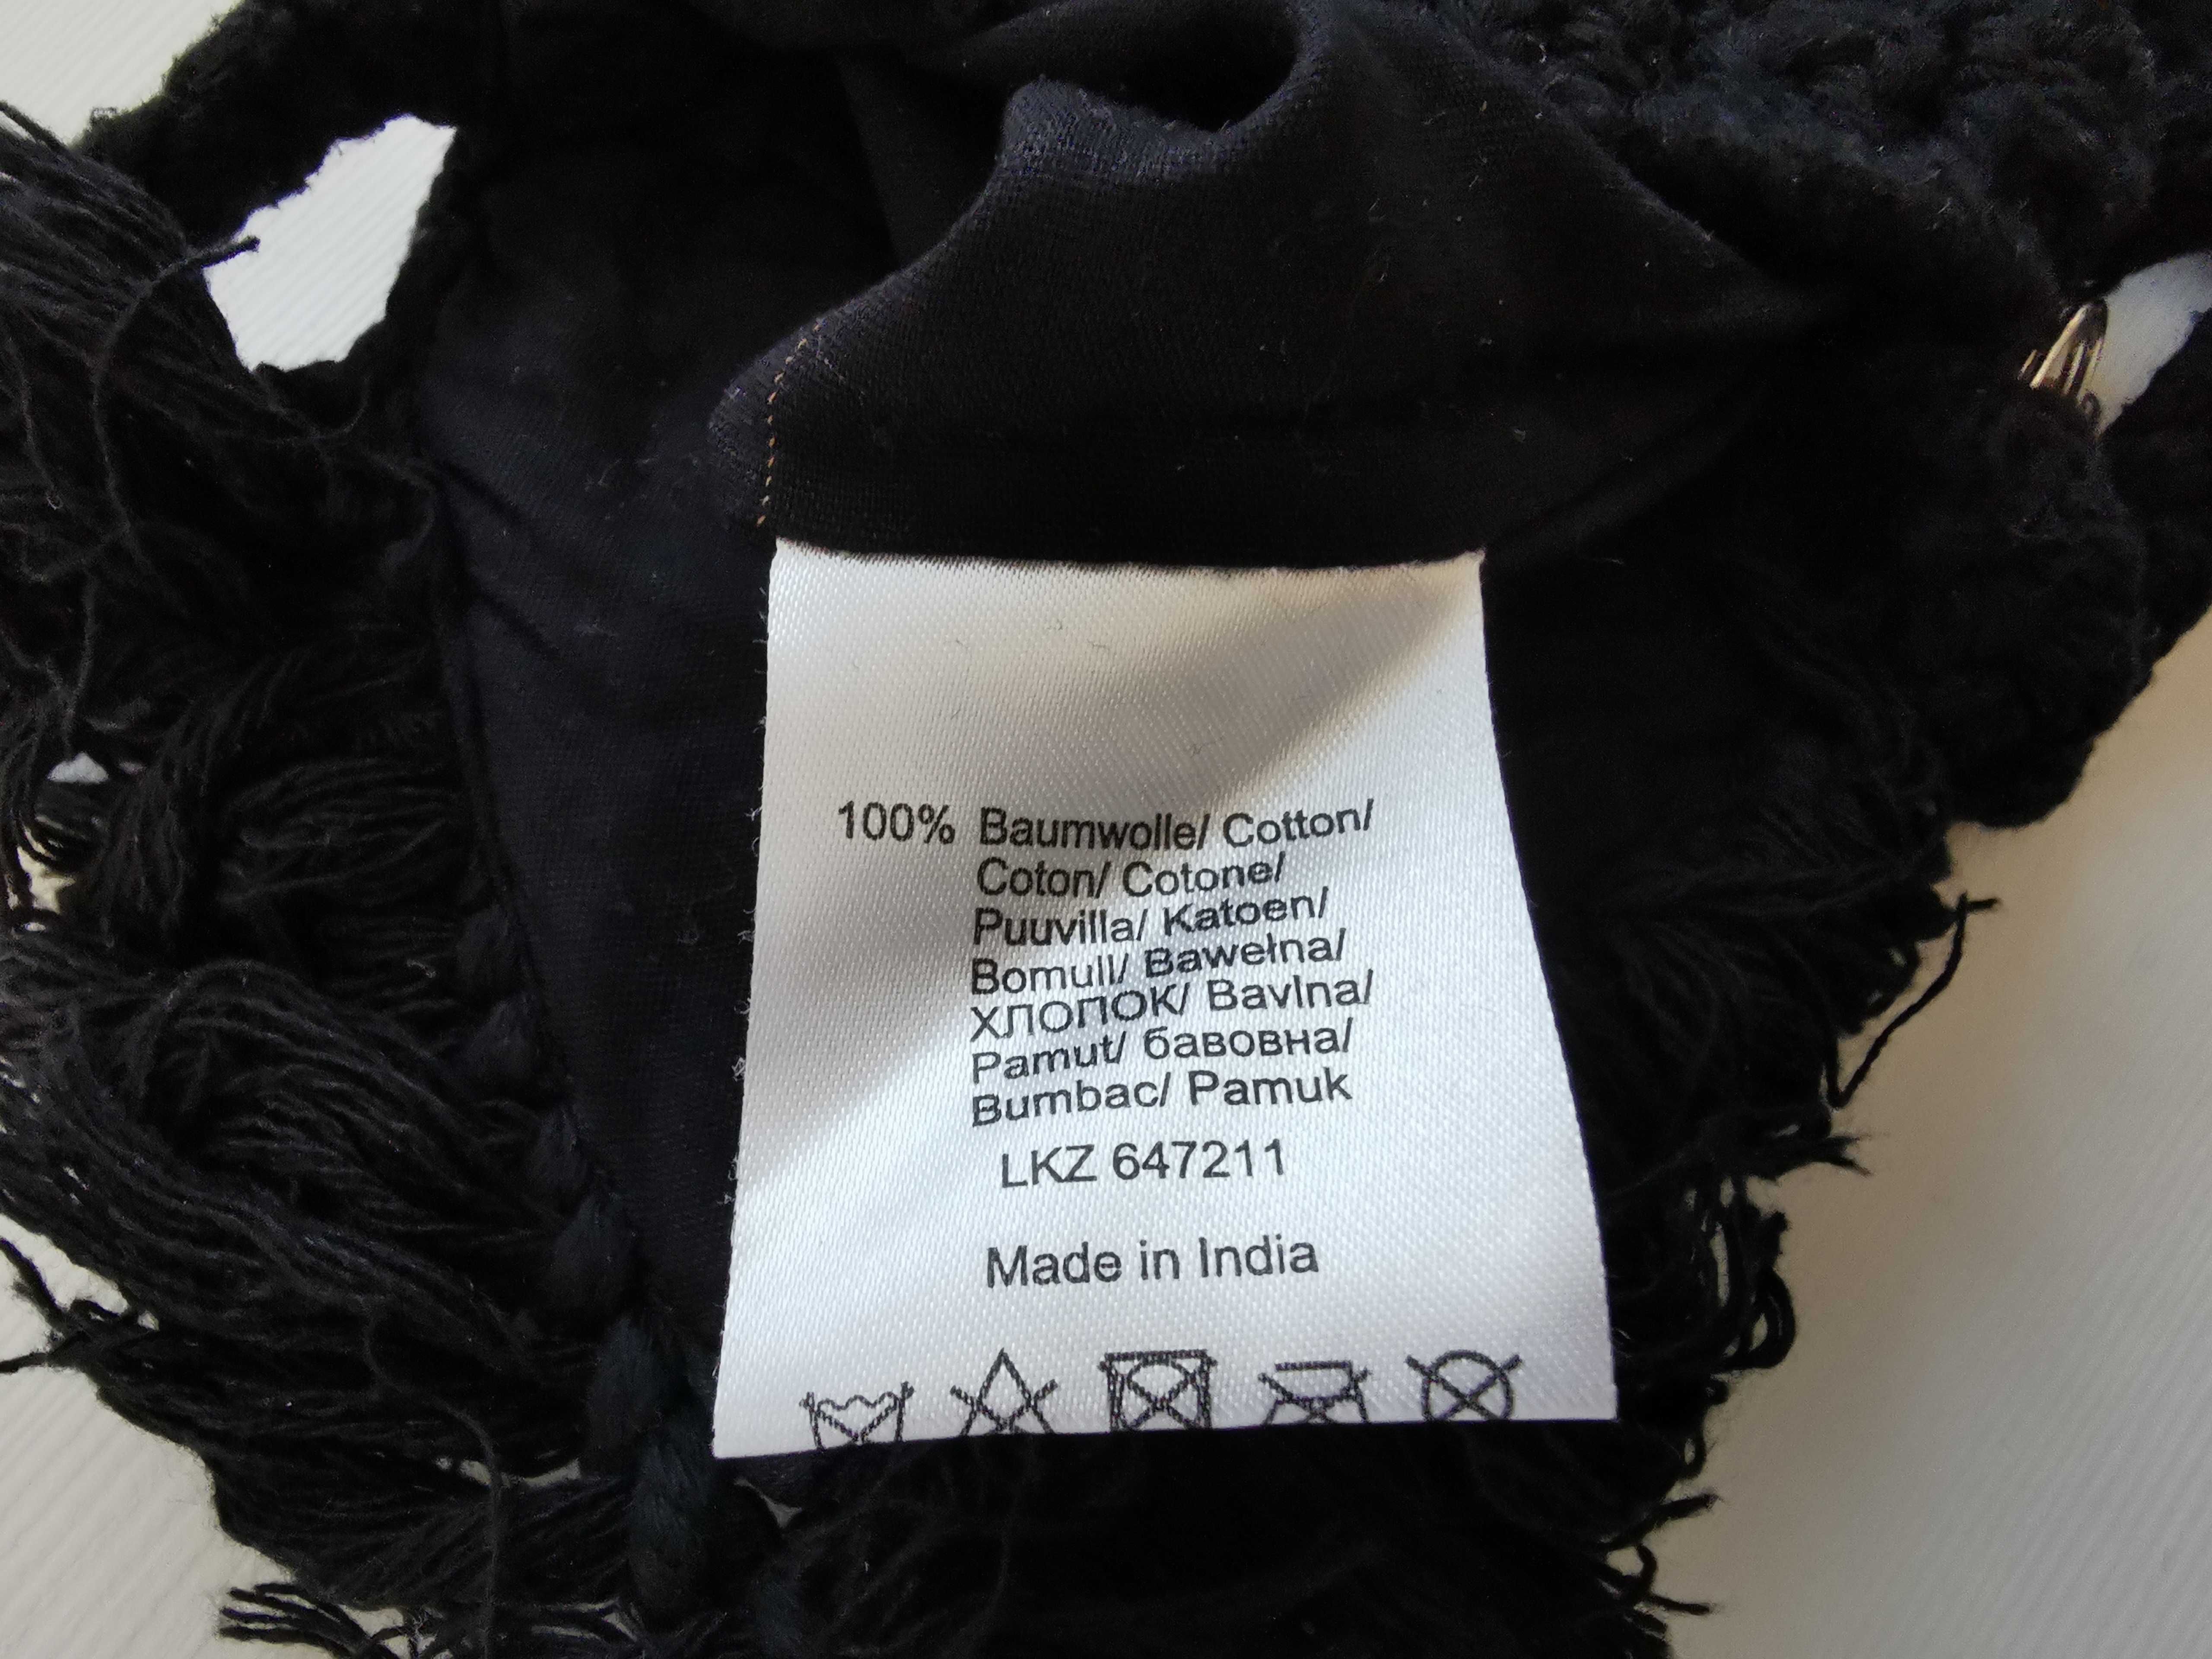 100% Baumwolle/ Cotton/
Coton/ Cotone/
Puuvilla/ Katoen/
Bomull/ Bawełna/
ХЛОПОК/ Bavlna/
Pamut/ бавовна/
Bumbac/ Pamuk
LKZ 647211
Made in India